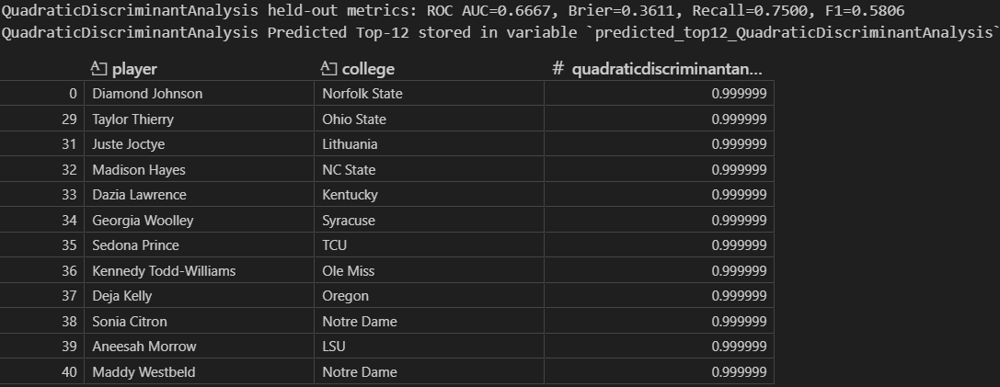 QuadraticDiscriminantAnalysis held-out metrics: ROC AUC=0.6667, Brier=0.3611, Recall=0.7500, F1=0.5806
QuadraticDiscriminantAnalysis Predicted Top-12 stored in variable `predicted_top12_QuadraticDiscriminantAnalysis`
player college # quadraticdiscriminantan...
0 Diamond Johnson Norfolk State 0.999999
29 Taylor Thierry Ohio State 0.999999
31 Juste Joctye Lithuania 0.999999
32 Madison Hayes NC State 0.999999
33 Dazia Lawrence Kentucky 0.999999
34 Georgia Woolley Syracuse 0.999999
35 Sedona Prince TCU 0.999999
36 Kennedy Todd-Williams Ole Miss 0.999999
37 Deja Kelly Oregon 0.999999
38 Sonia Citron Notre Dame 0.999999
39 Aneesah Morrow LSU 0.999999
40 Maddy Westbeld Notre Dame 0.999999